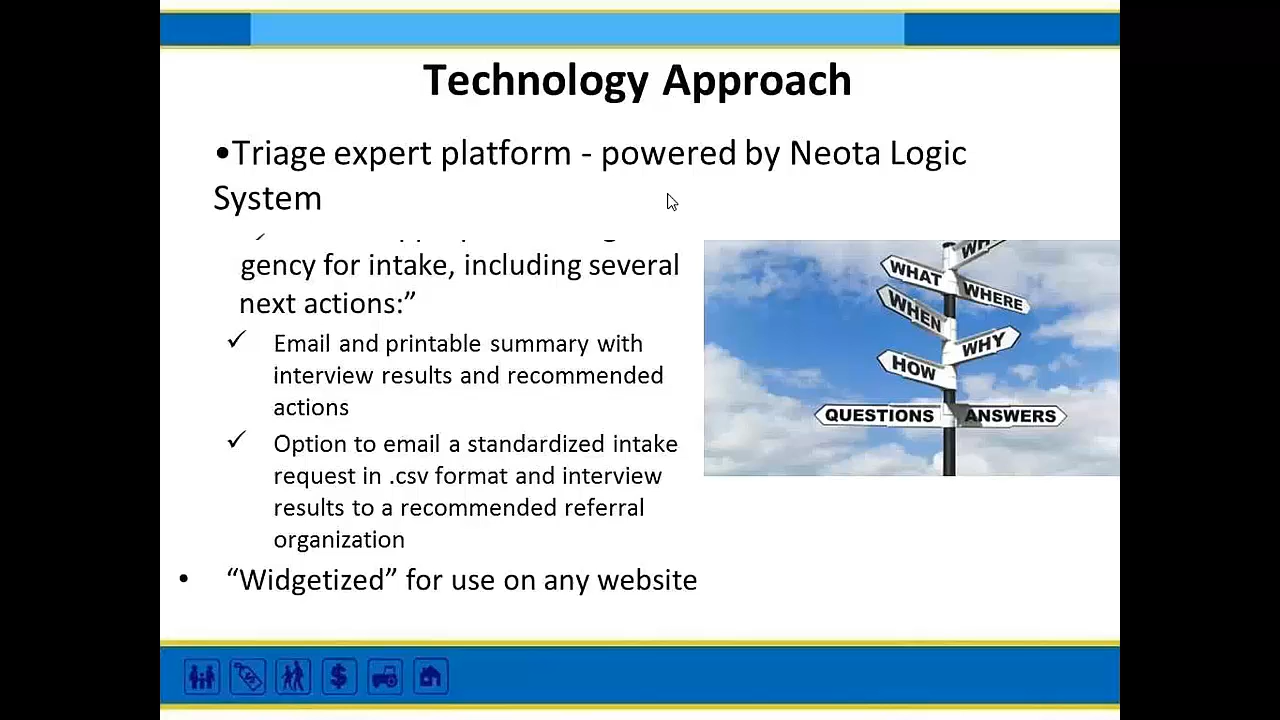 Technology Approach
•Triage expert platform - powered by Neota Logic
System
gency for intake, including several
next actions:”
✓ Email and printable summary with
interview results and recommended
actions
✓ Option to email a standardized intake
request in .csv format and interview
results to a recommended referral
organization
• “Widgetized” for use on any website
WHAT
WHERE
WHEN
WHY
HOW
QUESTIONS ANSWERS
$